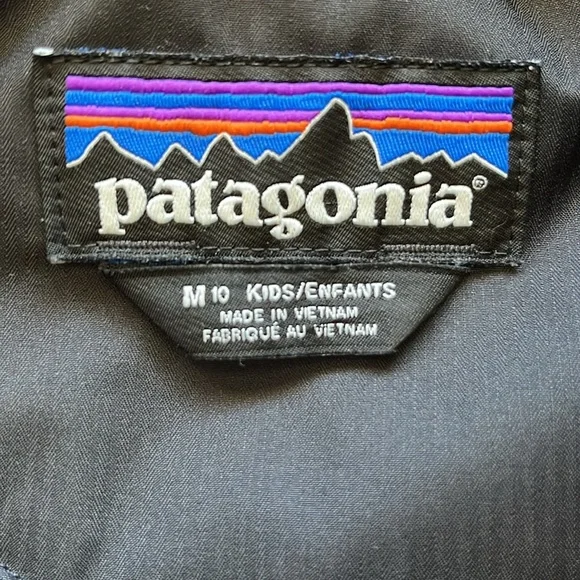 patagonia®
M 10 KIDS/ENFANTS
MADE IN VIETNAM
FABRIQUÉ AU VIETNAM